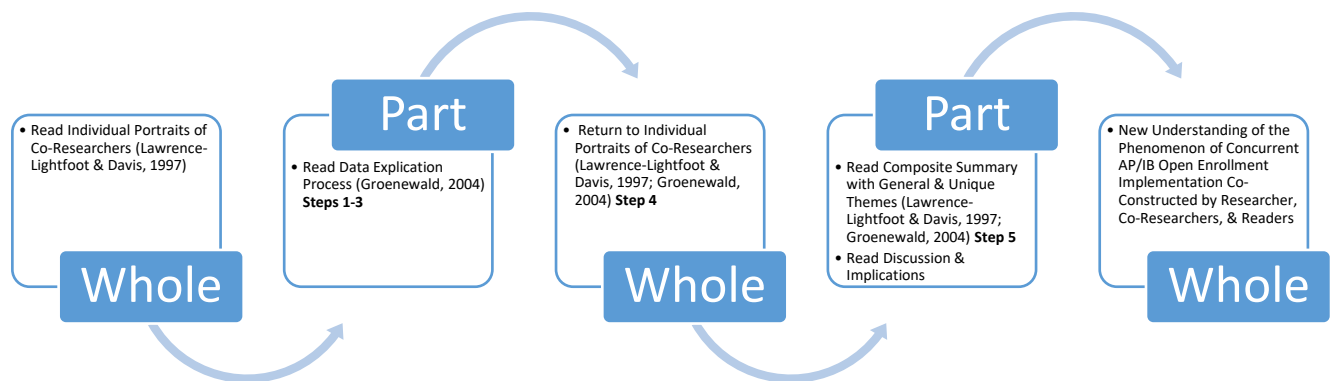 • Read Individual Portraits of
Co-Researchers (Lawrence-
Lightfoot & Davis, 1997)
Whole
Part
• Read Data Explication
Process (Groenewald, 2004)
Steps 1-3
• Return to Individual
Portraits of Co-Researchers
(Lawrence-Lightfoot &
Davis, 1997; Groenewald,
2004) Step 4
Whole
Part
• Read Composite Summary
with General & Unique
Themes (Lawrence-
Lightfoot & Davis, 1997;
Groenewald, 2004) Step 5
• Read Discussion &
Implications
• New Understanding of the
Phenomenon of Concurrent
AP/IB Open Enrollment
Implementation Co-
Constructed by Researcher,
Co-Researchers, & Readers
Whole